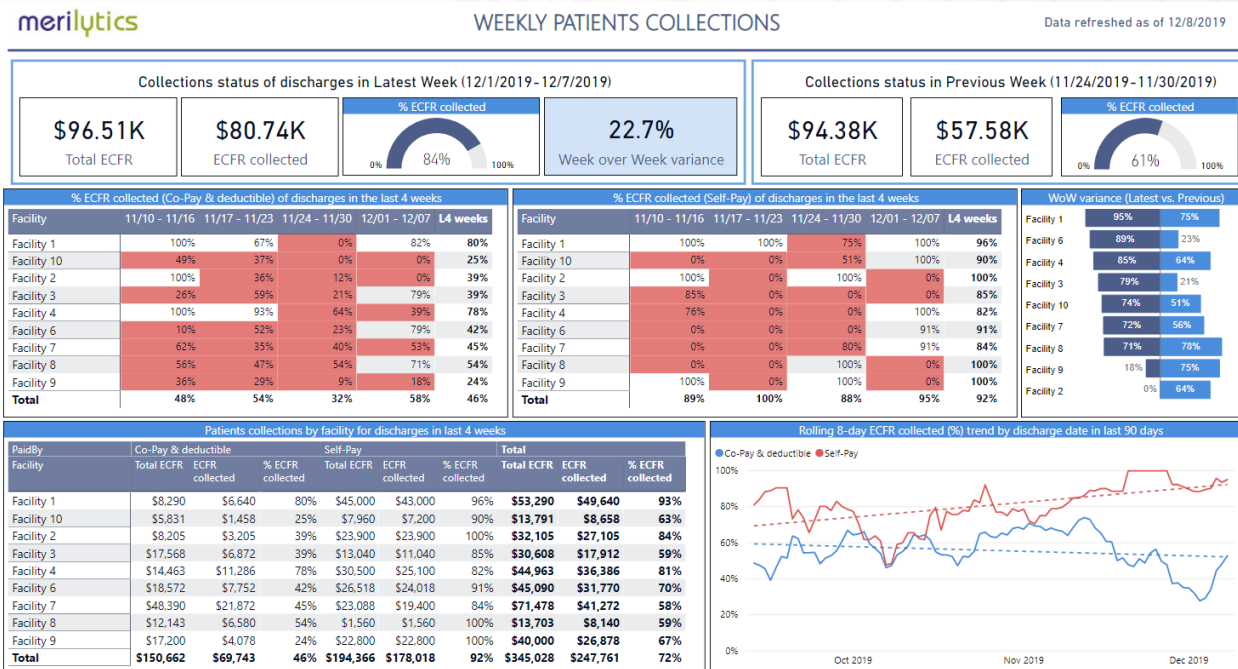 merilytics
WEEKLY PATIENTS COLLECTIONS
Data refreshed as of 12/8/2019
Collections status of discharges in Latest Week (12/1/2019-12/7/2019)
$96.51K
Total ECFR
$80.74K
ECFR collected
% ECFR collected
0% 84% 100%
22.7%
Week over Week variance
Collections status in Previous Week (11/24/2019-11/30/2019)
$94.38K
Total ECFR
$57.58K
ECFR collected
% ECFR collected
0% 61% 100%
% ECFR collected (Co-Pay & deductible) of discharges in the last 4 weeks
Facility 11/10 - 11/16 11/17 - 11/23 11/24 - 11/30 12/01 - 12/07 L4 weeks
Facility 1 100% 67% 0% 82% 80%
Facility 10 49% 37% 0% 0% 25%
Facility 2 100% 36% 12% 0% 39%
Facility 3 26% 59% 21% 79% 39%
Facility 4 100% 93% 64% 39% 78%
Facility 6 10% 52% 23% 79% 42%
Facility 7 62% 35% 40% 53% 45%
Facility 8 56% 47% 54% 71% 54%
Facility 9 36% 29% 9% 18% 24%
Total 48% 54% 32% 58% 46%
% ECFR collected (Self-Pay) of discharges in the last 4 weeks
Facility 11/10 - 11/16 11/17 - 11/23 11/24 - 11/30 12/01 - 12/07 L4 weeks
Facility 1 100% 100% 75% 100% 96%
Facility 10 0% 0% 51% 100% 90%
Facility 2 100% 0% 100% 0% 100%
Facility 3 85% 0% 0% 0% 85%
Facility 4 76% 0% 0% 100% 82%
Facility 6 0% 0% 0% 91% 91%
Facility 7 0% 0% 80% 91% 84%
Facility 8 0% 0% 100% 0% 100%
Facility 9 100% 0% 100% 0% 100%
Total 89% 100% 88% 95% 92%
WoW variance (Latest vs. Previous)
Facility 1 95% 75%
Facility 6 89% 23%
Facility 4 85% 64%
Facility 3 79% 21%
Facility 10 74% 51%
Facility 7 72% 56%
Facility 8 71% 78%
Facility 9 18% 75%
Facility 2 0% 64%
Patients collections by facility for discharges in last 4 weeks
PaidBy Co-Pay & deductible Self-Pay Total
Facility Total ECFR ECFR % ECFR Total ECFR ECFR % ECFR Total ECFR ECFR % ECFR
collected collected collected collected collected collected
Facility 1 $8,290 $6,640 80% $45,000 $43,000 96% $53,290 $49,640 93%
Facility 10 $5,831 $1,458 25% $7,960 $7,200 90% $13,791 $8,658 63%
Facility 2 $8,205 $3,205 39% $23,900 $23,900 100% $32,105 $27,105 84%
Facility 3 $17,568 $6,872 39% $13,040 $11,040 85% $30,608 $17,912 59%
Facility 4 $14,463 $11,286 78% $30,500 $25,100 82% $44,963 $36,386 81%
Facility 6 $18,572 $7,752 42% $26,518 $24,018 91% $45,090 $31,770 70%
Facility 7 $48,390 $21,872 45% $23,088 $19,400 84% $71,478 $41,272 58%
Facility 8 $12,143 $6,580 54% $1,560 $1,560 100% $13,703 $8,140 59%
Facility 9 $17,200 $4,078 24% $22,800 $22,800 100% $40,000 $26,878 67%
Total $150,662 $69,743 46% $194,366 $178,018 92% $345,028 $247,761 72%
Rolling 8-day ECFR collected (%) trend by discharge date in last 90 days
Co-Pay & deductible Self-Pay
100%
80%
60%
40%
20%
0%
Oct 2019 Nov 2019 Dec 2019